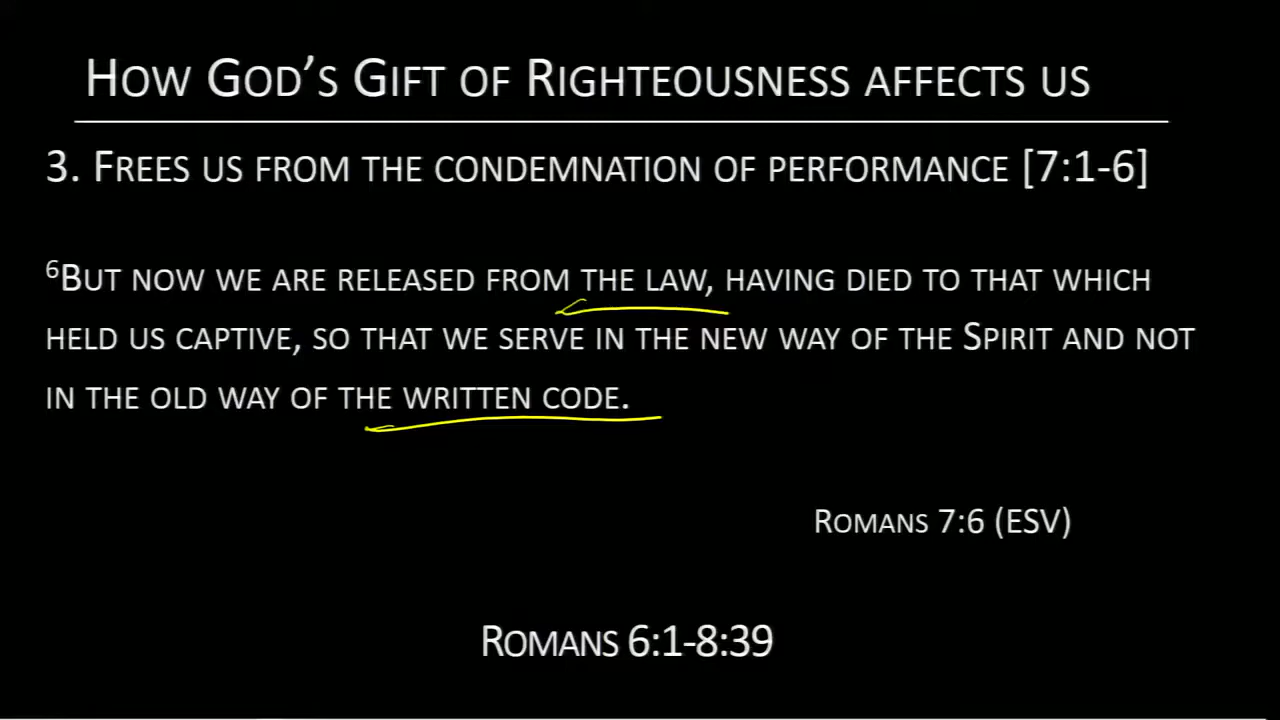 How God’s Gift of Righteousness affects us
3. Frees us from the condemnation of performance [7:1-6]
⁶But now we are released from the law, having died to that which
held us captive, so that we serve in the new way of the Spirit and not
in the old way of the written code.
Romans 7:6 (ESV)
Romans 6:1-8:39